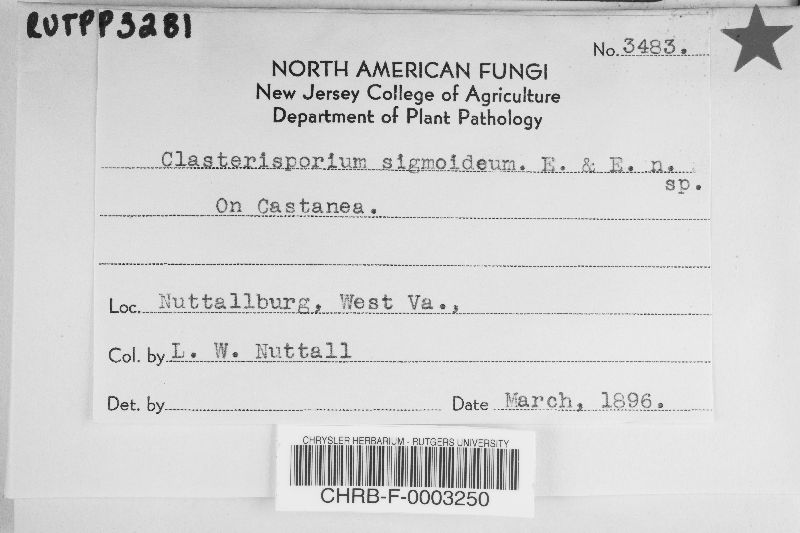 RUTPP3281
No. 3483.
NORTH AMERICAN FUNGI
New Jersey College of Agriculture
Department of Plant Pathology
Clasterisporium sigmoideum. E. & E. n.
sp.
On Castanea.
Loc. Nuttallburg, West Va.,
Col. by L. W. Nuttall
Det. by
Date March, 1896.
CHRYSLER HERBARIUM - RUTGERS UNIVERSITY
CHRB-F-0003250